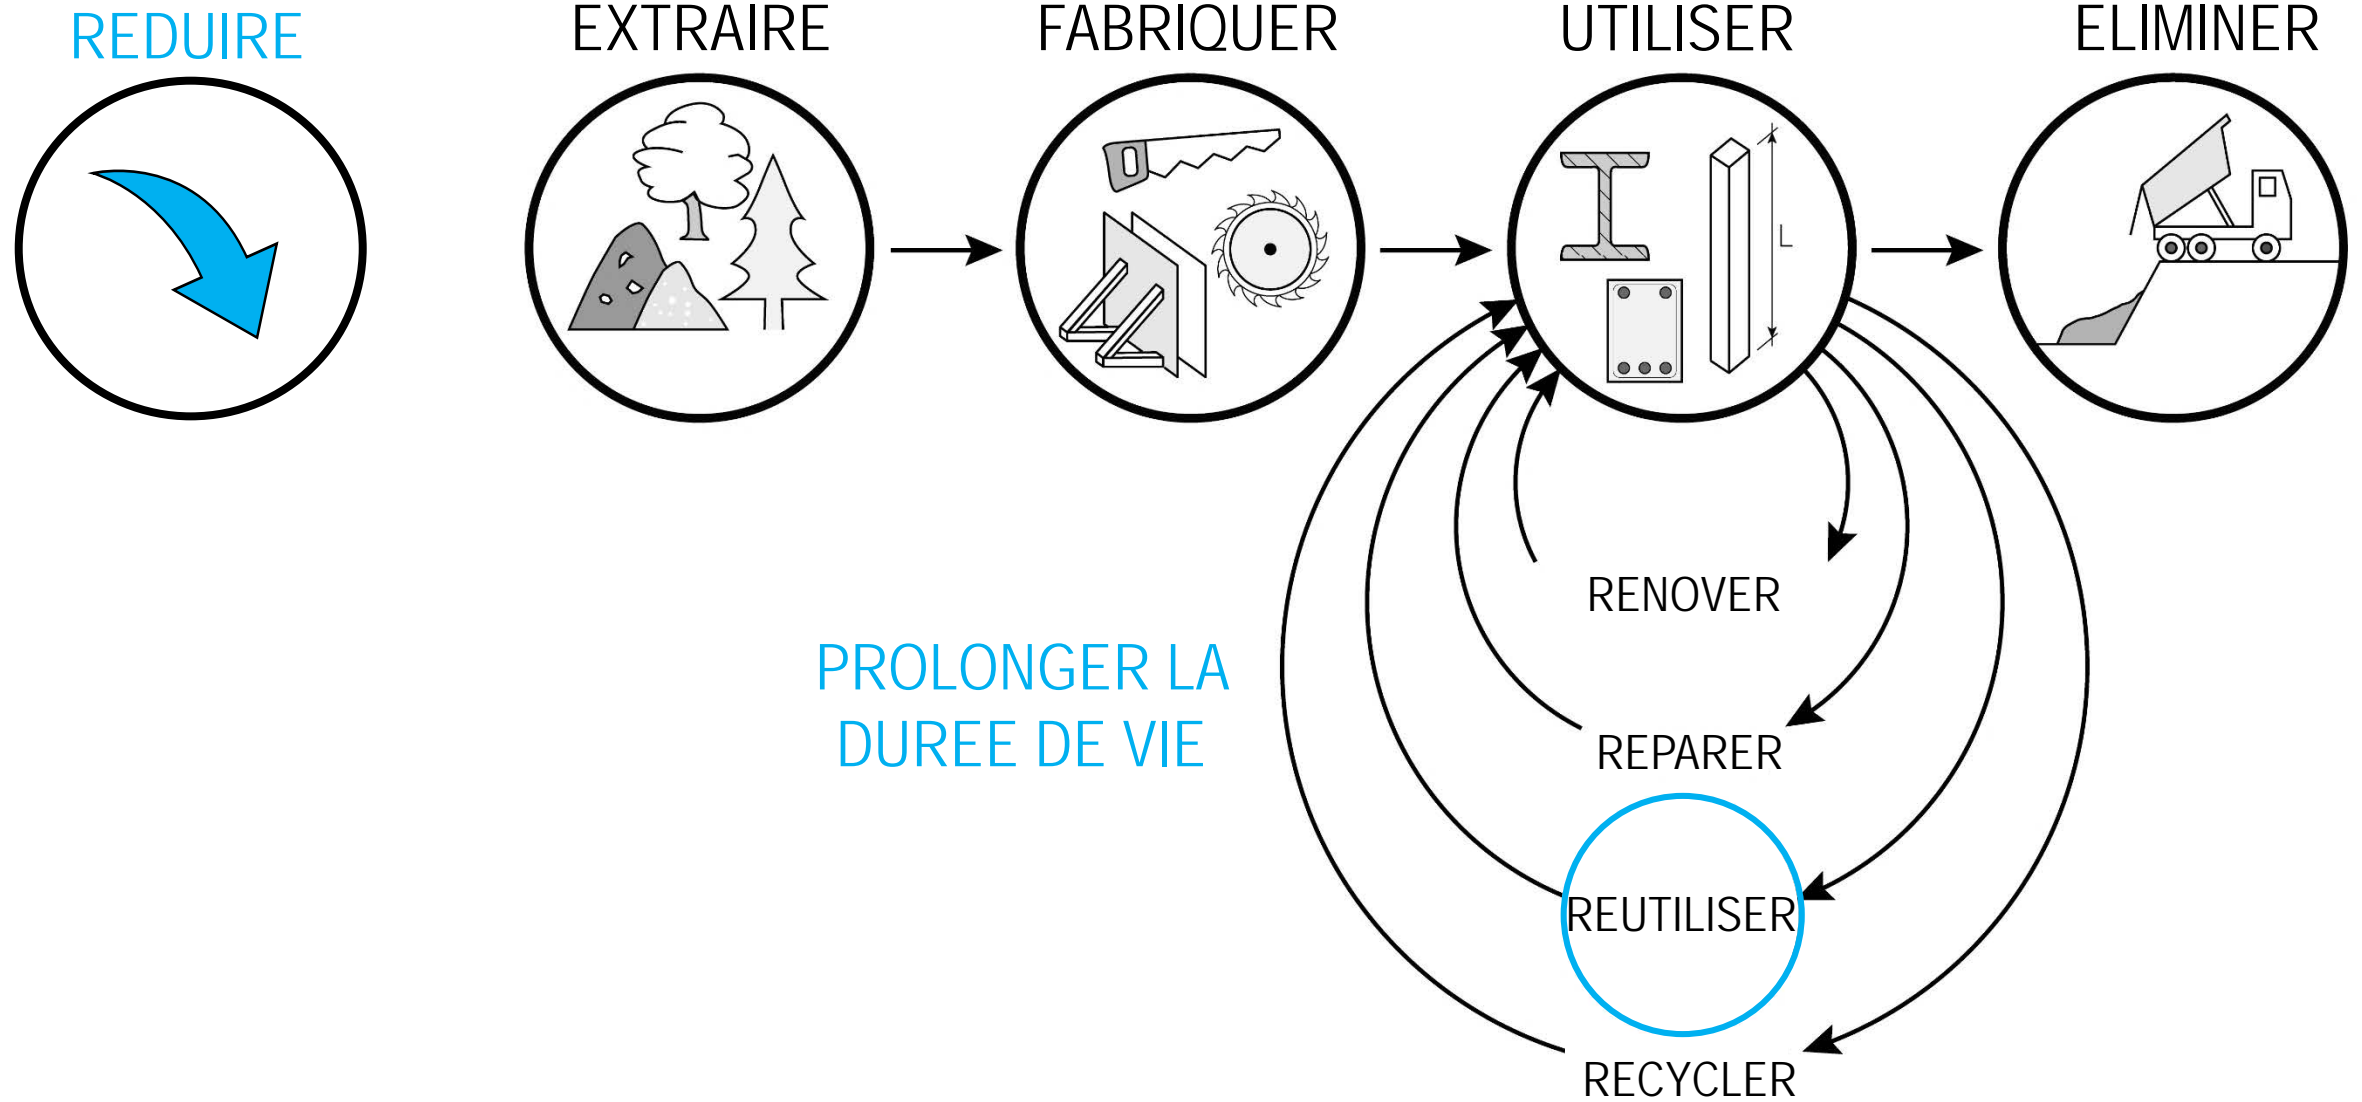 REDUIRE
EXTRAIRE
FABRIQUER
UTILISER
ELIMINER
L
RENOVER
PROLONGER LA
DUREE DE VIE
REPARER
REUTILISER
RECYCLER